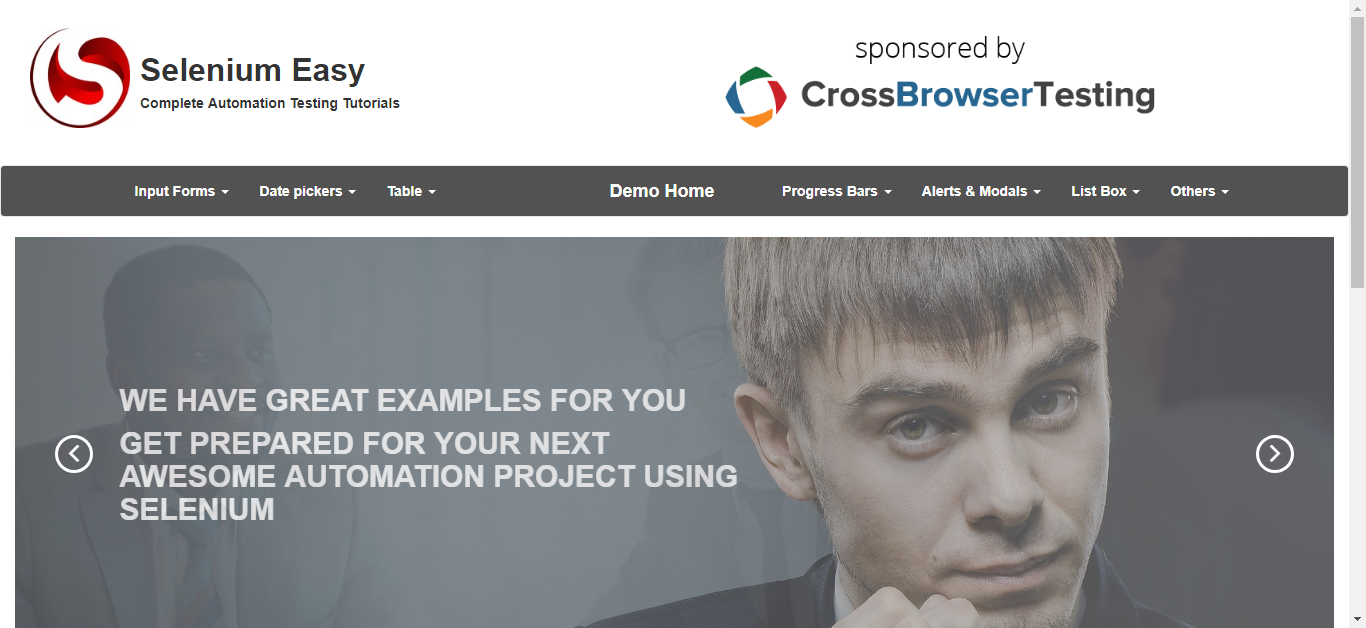 Selenium Easy
Complete Automation Testing Tutorials
sponsored by
CrossBrowserTesting
Input Forms
Date pickers
Table
Demo Home
Progress Bars
Alerts & Modals
List Box
Others
WE HAVE GREAT EXAMPLES FOR YOU
GET PREPARED FOR YOUR NEXT
AWESOME AUTOMATION PROJECT USING
SELENIUM